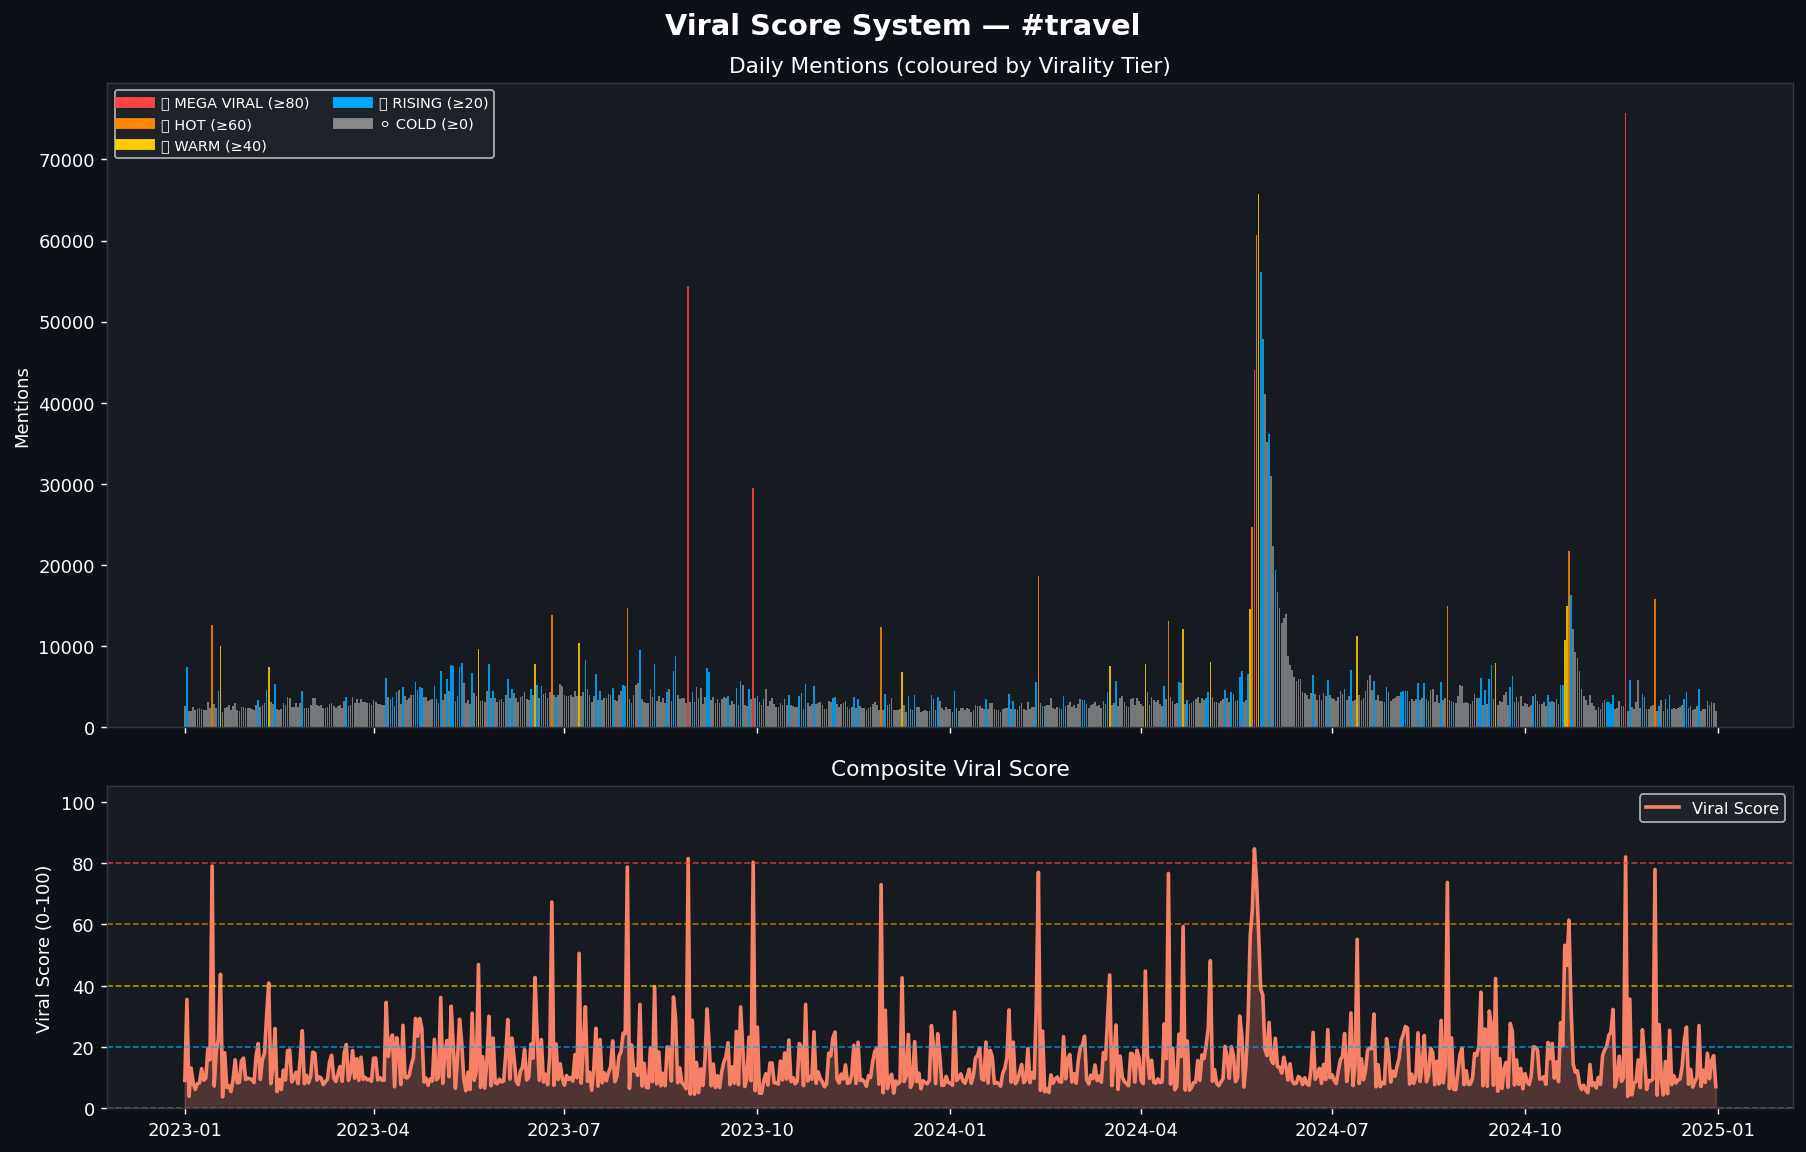 Viral Score System — #travel
Daily Mentions (coloured by Virality Tier)
▯ MEGA VIRAL (≥80)
▯ HOT (≥60)
▯ WARM (≥40)
▯ RISING (≥20)
⚬ COLD (≥0)
Mentions
70000
60000
50000
40000
30000
20000
10000
0
Composite Viral Score
Viral Score
Viral Score (0-100)
100
80
60
40
20
0
2023-01
2023-04
2023-07
2023-10
2024-01
2024-04
2024-07
2024-10
2025-01